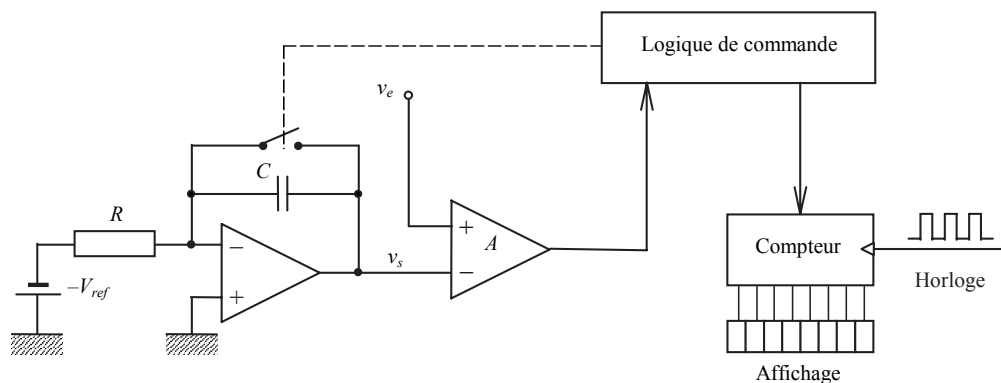 Logique de commande
v_e
C
R
A
+
−
−
+
v_s
−V_ref
Compteur
Horloge
Affichage